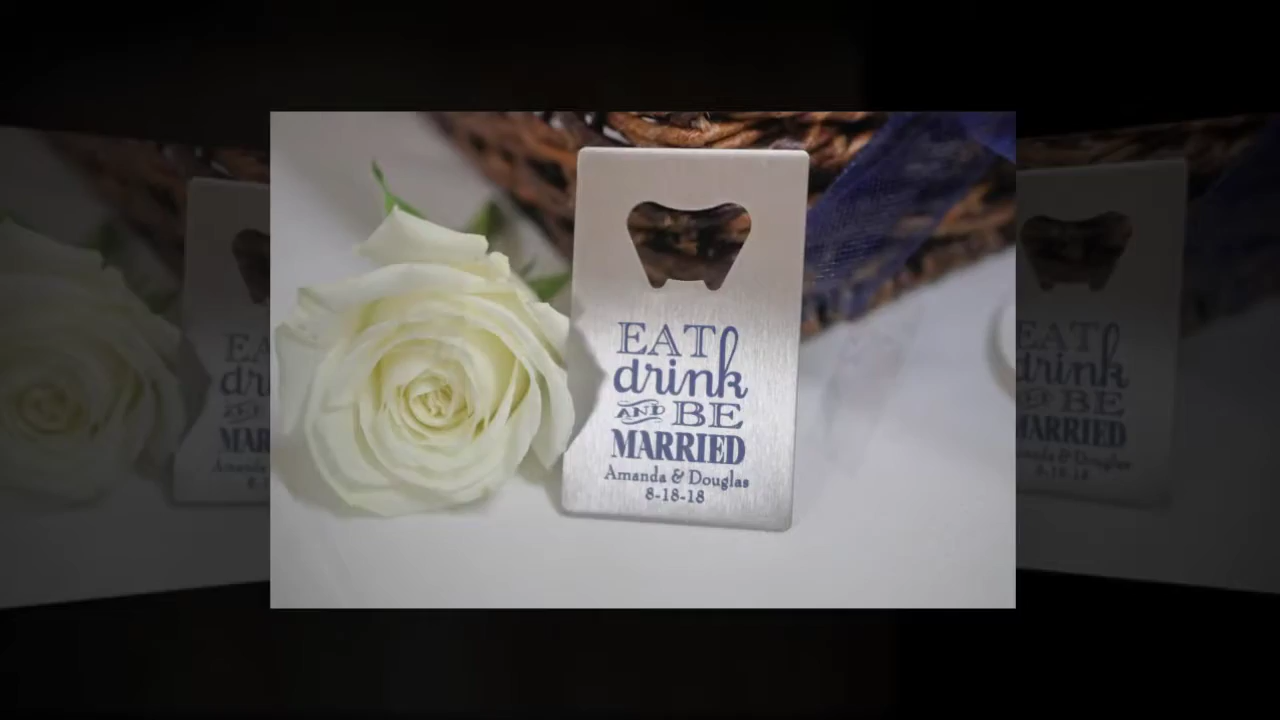 EAT
drink
AND BE
MARRIED
Amanda & Douglas
8-18-18